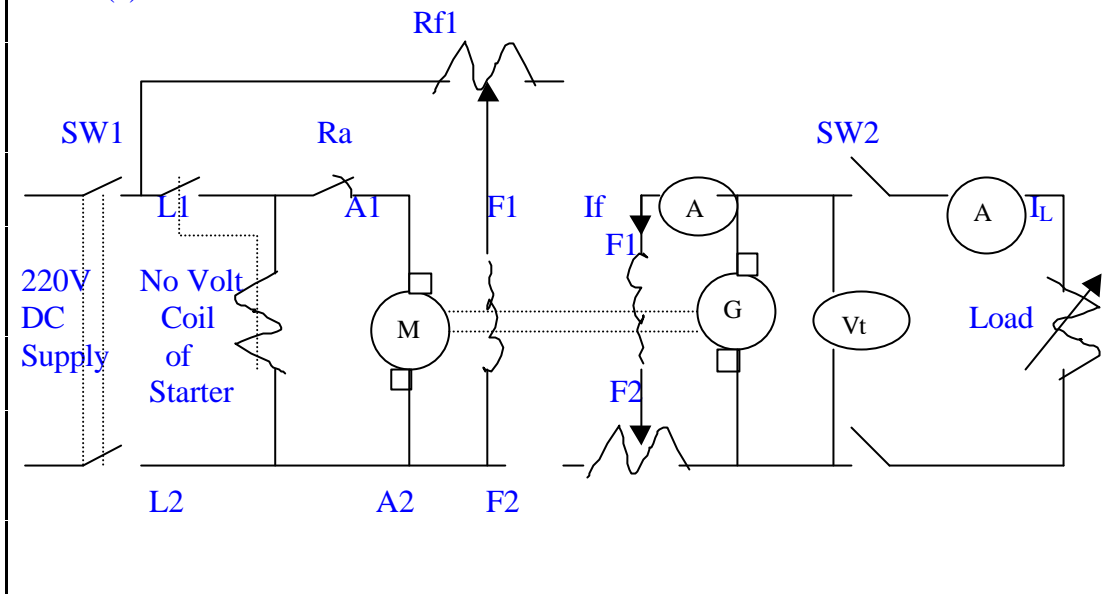 Rf1
SW1
Ra
SW2
L1
A1
F1
If
A
A
I_L
F1
220V
DC
Supply
No Volt
Coil
of
Starter
M
G
Vt
Load
F2
L2
A2
F2